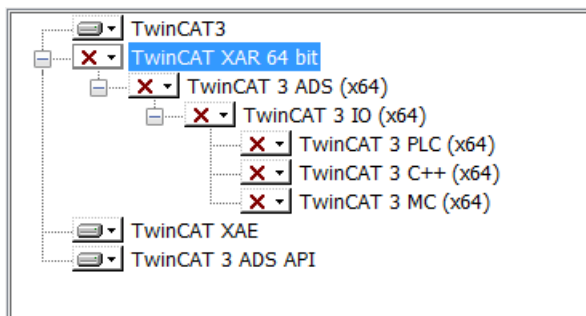 TwinCAT3
TwinCAT XAR 64 bit
TwinCAT 3 ADS (x64)
TwinCAT 3 IO (x64)
TwinCAT 3 PLC (x64)
TwinCAT 3 C++ (x64)
TwinCAT 3 MC (x64)
TwinCAT XAE
TwinCAT 3 ADS API